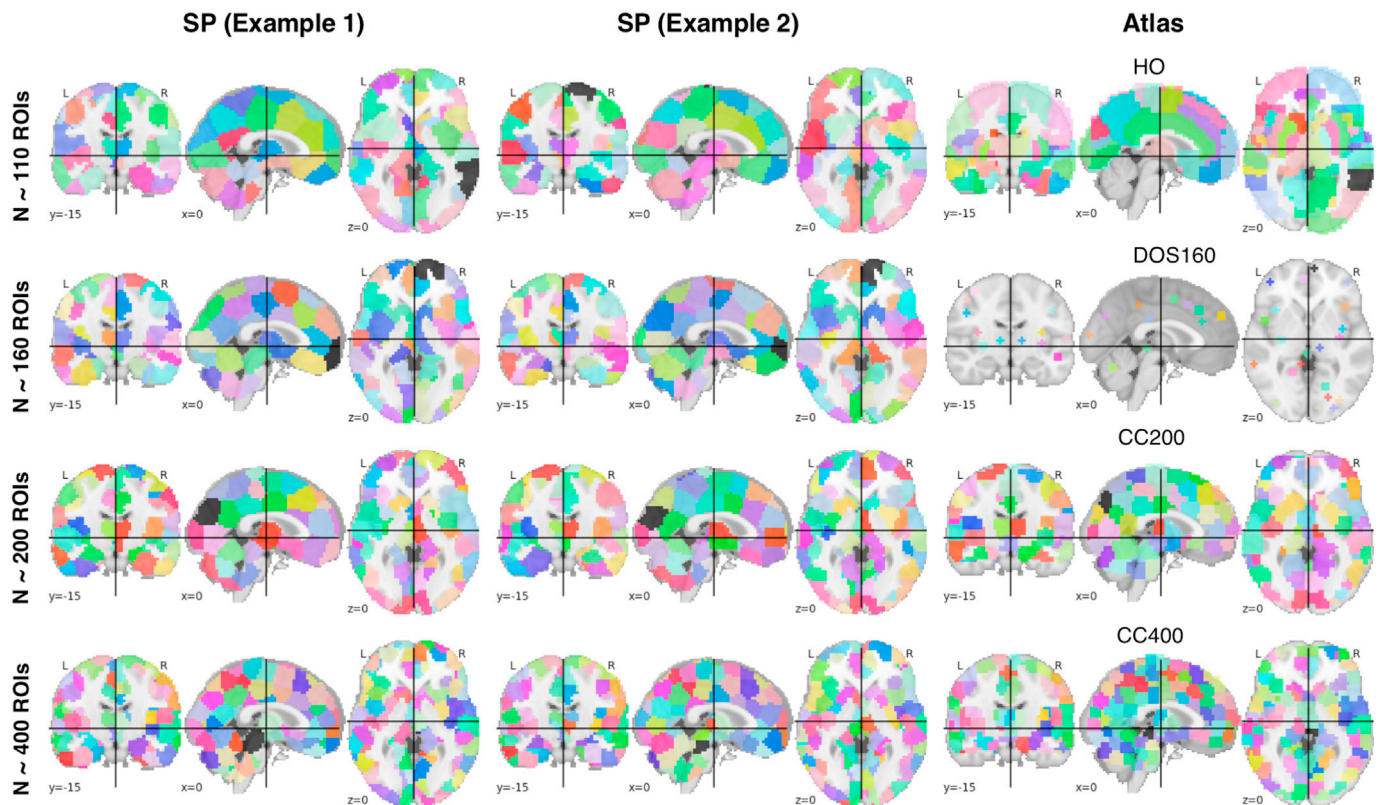 SP (Example 1) SP (Example 2) Atlas
HO
N ~ 110 ROIs
L R L R L R L R L R L R
y=-15 x=0 z=0 y=-15 x=0 z=0 y=-15 x=0 z=0
DOS160
N ~ 160 ROIs
L R L R L R L R L R L R
y=-15 x=0 z=0 y=-15 x=0 z=0 y=-15 x=0 z=0
CC200
N ~ 200 ROIs
L R L R L R L R L R L R
y=-15 x=0 z=0 y=-15 x=0 z=0 y=-15 x=0 z=0
CC400
N ~ 400 ROIs
L R L R L R L R L R L R
y=-15 x=0 z=0 y=-15 x=0 z=0 y=-15 x=0 z=0